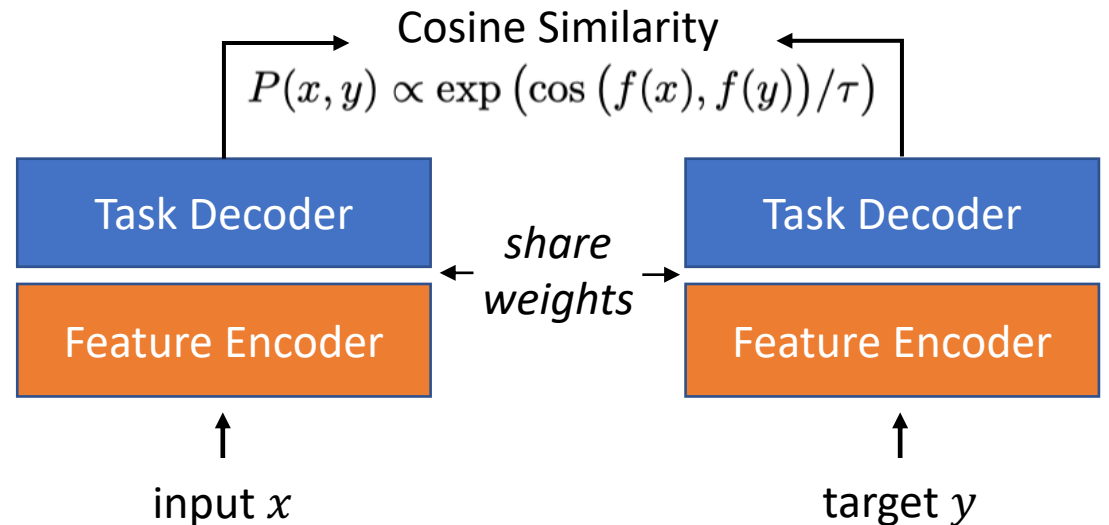 Cosine Similarity
P(x, y) ∝ exp (cos (f(x), f(y))/τ)
Task Decoder
Feature Encoder
input x
share
weights
Task Decoder
Feature Encoder
target y